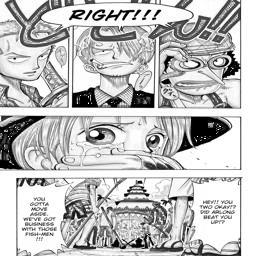 RIGHT!!!
HEY!! YOU
TWO OKAY!?
DID ARLONG
BEAT YOU
UP!?
YOU
GOTTA
MOVE
ASIDE.
WE'VE GOT
BUSINESS
WITH THOSE
FISH-MEN
!!!